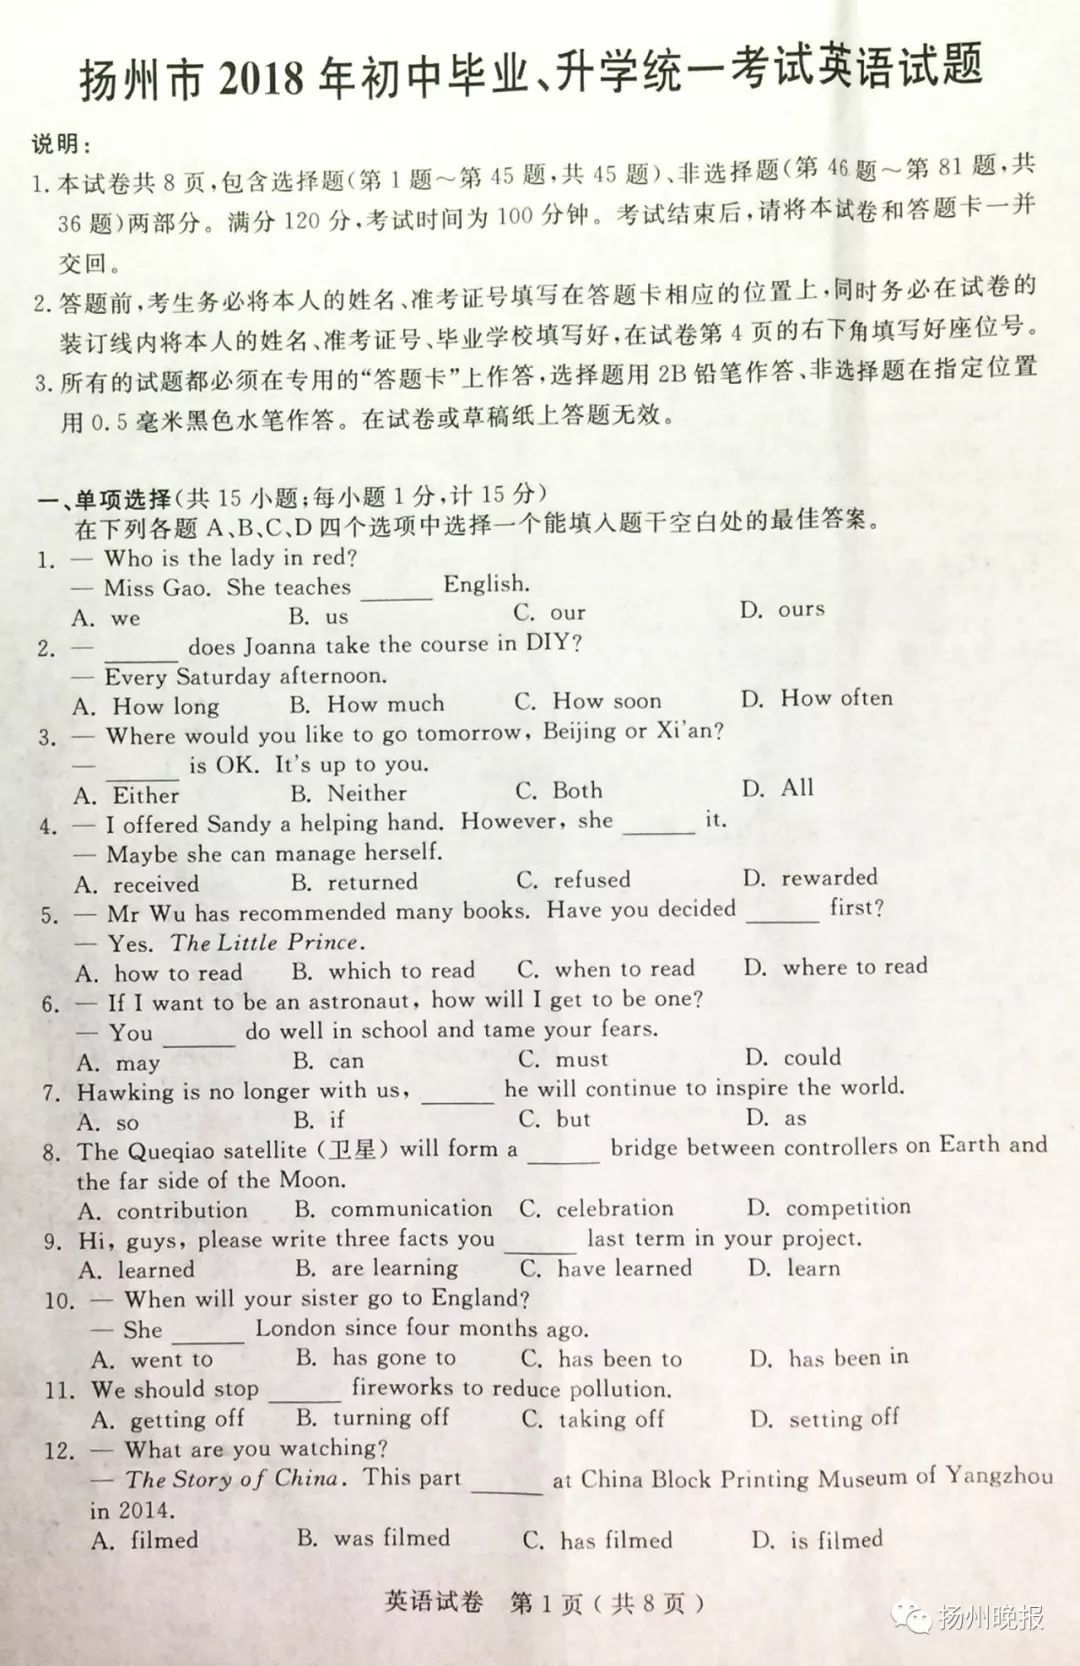 扬州市 2018 年初中毕业、升学统一考试英语试题
说明：
1. 本试卷共 8 页，包含选择题(第 1 题～第 45 题，共 45 题)、非选择题(第 46 题～第 81 题，共
36 题)两部分。满分 120 分，考试时间为 100 分钟。考试结束后，请将本试卷和答题卡一并
交回。
2. 答题前，考生务必将本人的姓名、准考证号填写在答题卡相应的位置上，同时务必在试卷的
装订线内将本人的姓名、准考证号、毕业学校填写好，在试卷第 4 页的右下角填写好座位号。
3. 所有的试题都必须在专用的“答题卡”上作答，选择题用 2B 铅笔作答、非选择题在指定位置
用 0.5 毫米黑色水笔作答。在试卷或草稿纸上答题无效。
一、单项选择(共 15 小题；每小题 1 分，计 15 分)
在下列各题 A、B、C、D 四个选项中选择一个能填入题干空白处的最佳答案。
1. — Who is the lady in red?
— Miss Gao. She teaches ______ English.
A. we B. us C. our D. ours
2. — ______ does Joanna take the course in DIY?
— Every Saturday afternoon.
A. How long B. How much C. How soon D. How often
3. — Where would you like to go tomorrow, Beijing or Xi'an?
— ______ is OK. It's up to you.
A. Either B. Neither C. Both D. All
4. — I offered Sandy a helping hand. However, she ______ it.
— Maybe she can manage herself.
A. received B. returned C. refused D. rewarded
5. — Mr Wu has recommended many books. Have you decided ______ first?
— Yes. The Little Prince.
A. how to read B. which to read C. when to read D. where to read
6. — If I want to be an astronaut, how will I get to be one?
— You ______ do well in school and tame your fears.
A. may B. can C. must D. could
7. Hawking is no longer with us, ______ he will continue to inspire the world.
A. so B. if C. but D. as
8. The Queqiao satellite (卫星) will form a ______ bridge between controllers on Earth and
the far side of the Moon.
A. contribution B. communication C. celebration D. competition
9. Hi, guys, please write three facts you ______ last term in your project.
A. learned B. are learning C. have learned D. learn
10. — When will your sister go to England?
— She ______ London since four months ago.
A. went to B. has gone to C. has been to D. has been in
11. We should stop ______ fireworks to reduce pollution.
A. getting off B. turning off C. taking off D. setting off
12. — What are you watching?
— The Story of China. This part ______ at China Block Printing Museum of Yangzhou
in 2014.
A. filmed B. was filmed C. has filmed D. is filmed
英语试卷 第 1 页 ( 共 8 页 )
扬州晚报